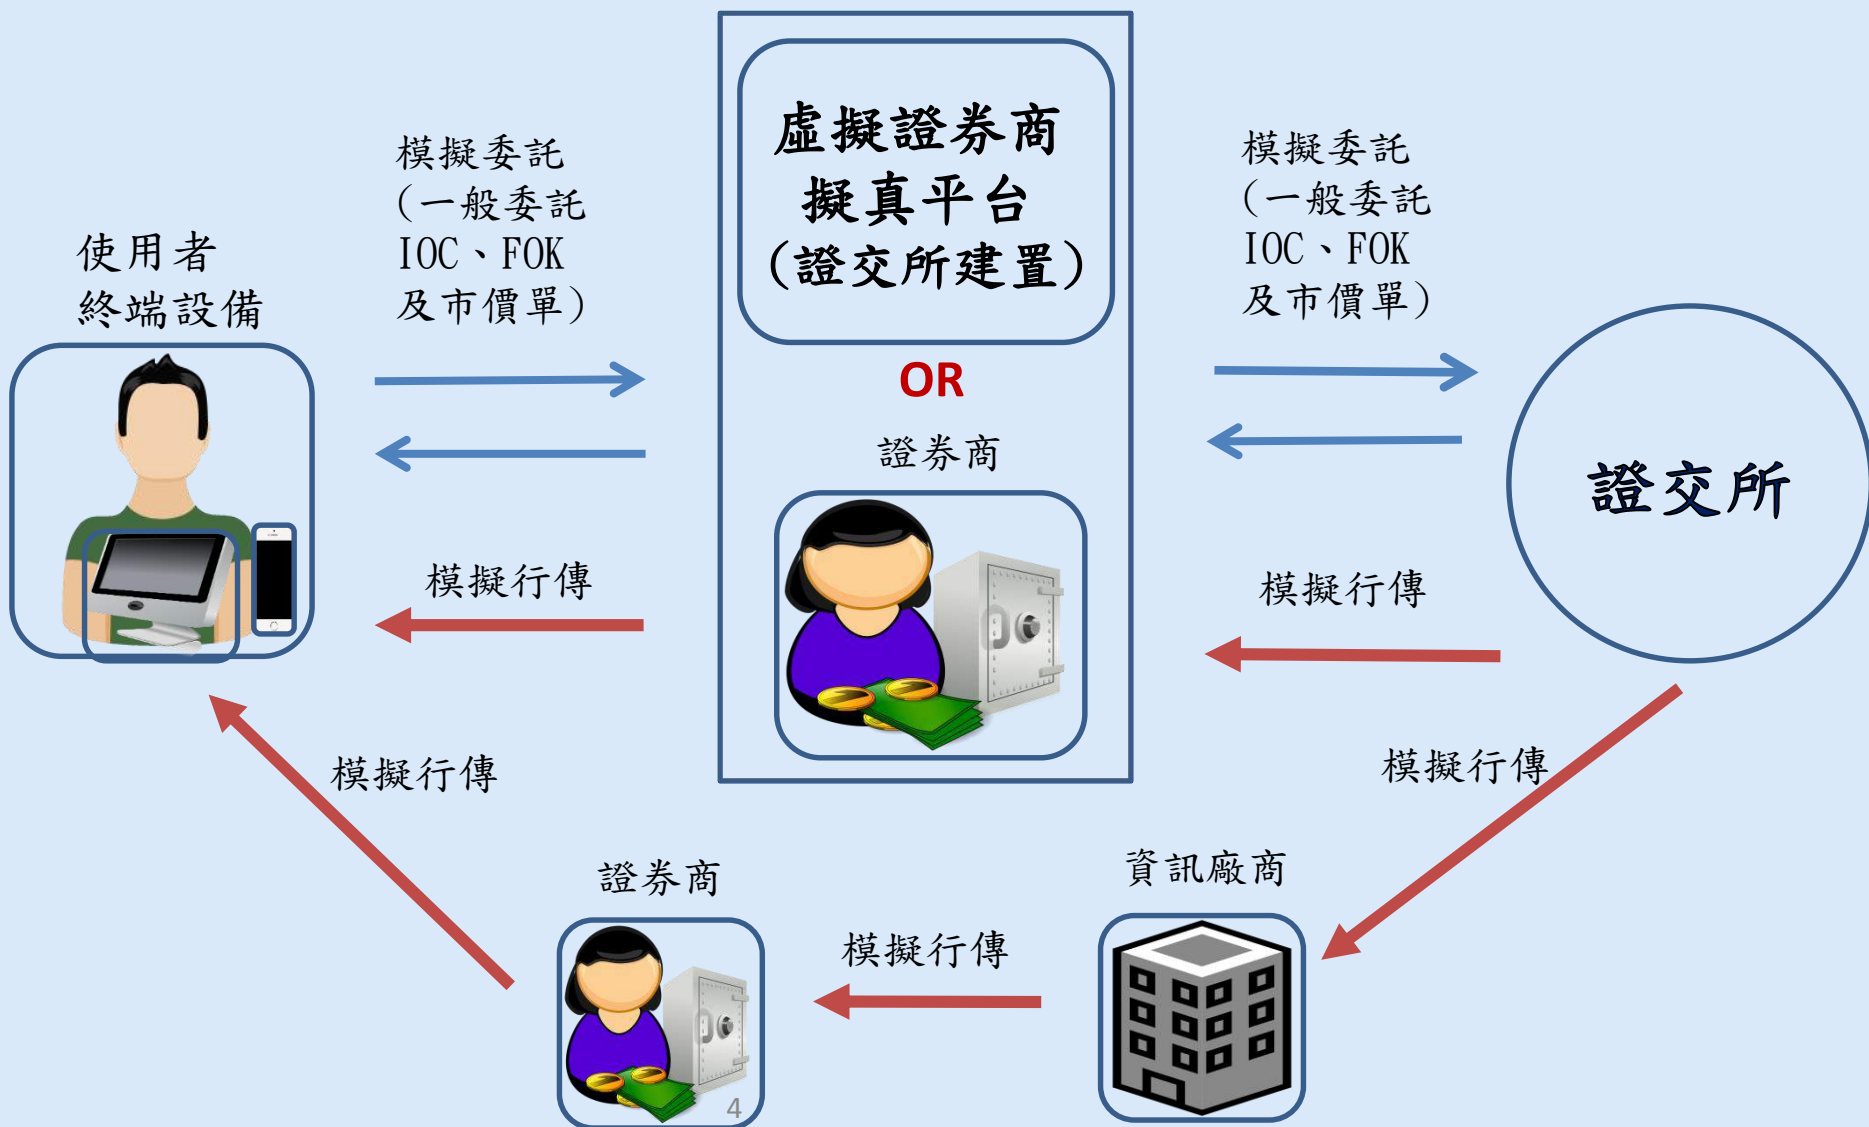 虛擬證券商
擬真平台
(證交所建置)
模擬委託
(一般委託
IOC、FOK
及市價單)
模擬委託
(一般委託
IOC、FOK
及市價單)
使用者
終端設備
OR
證券商
證交所
模擬行傳
模擬行傳
模擬行傳
模擬行傳
證券商
資訊廠商
模擬行傳
4